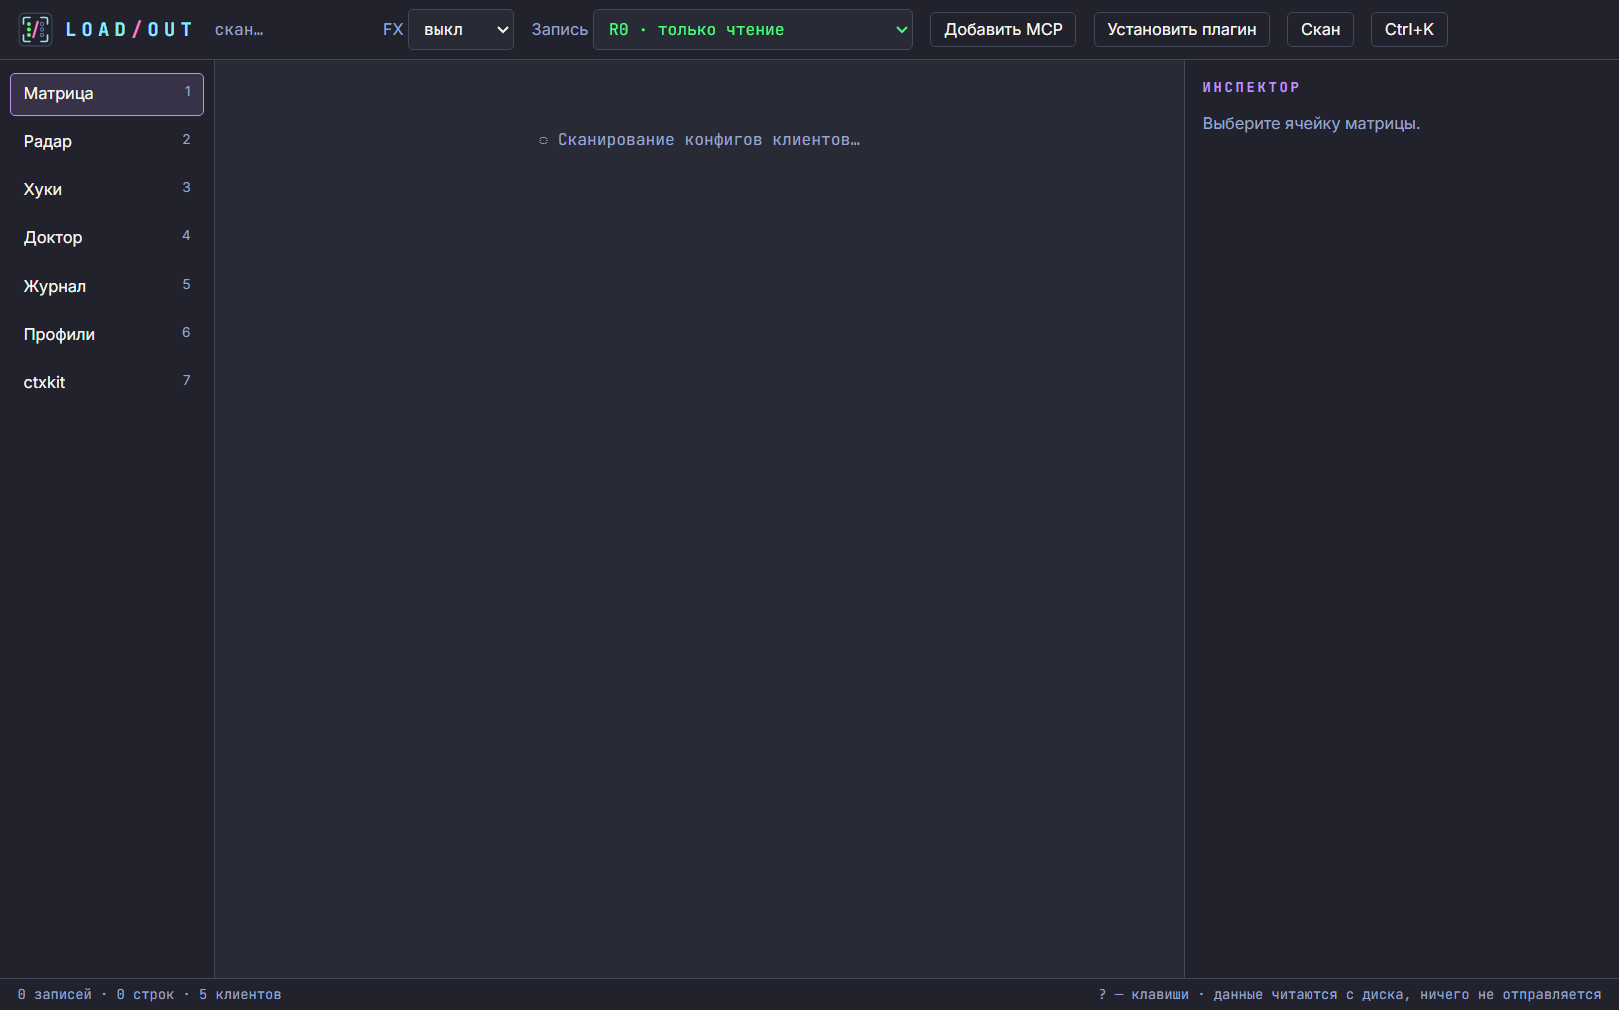 LOAD/OUT
скан…
FX
выкл
Запись
R0 · только чтение
Добавить MCP
Установить плагин
Скан
Ctrl+K
Матрица 1
Радар 2
Хуки 3
Доктор 4
Журнал 5
Профили 6
ctxkit 7
Сканирование конфигов клиентов…
ИНСПЕКТОР
Выберите ячейку матрицы.
0 записей · 0 строк · 5 клиентов
? — клавиши · данные читаются с диска, ничего не отправляется